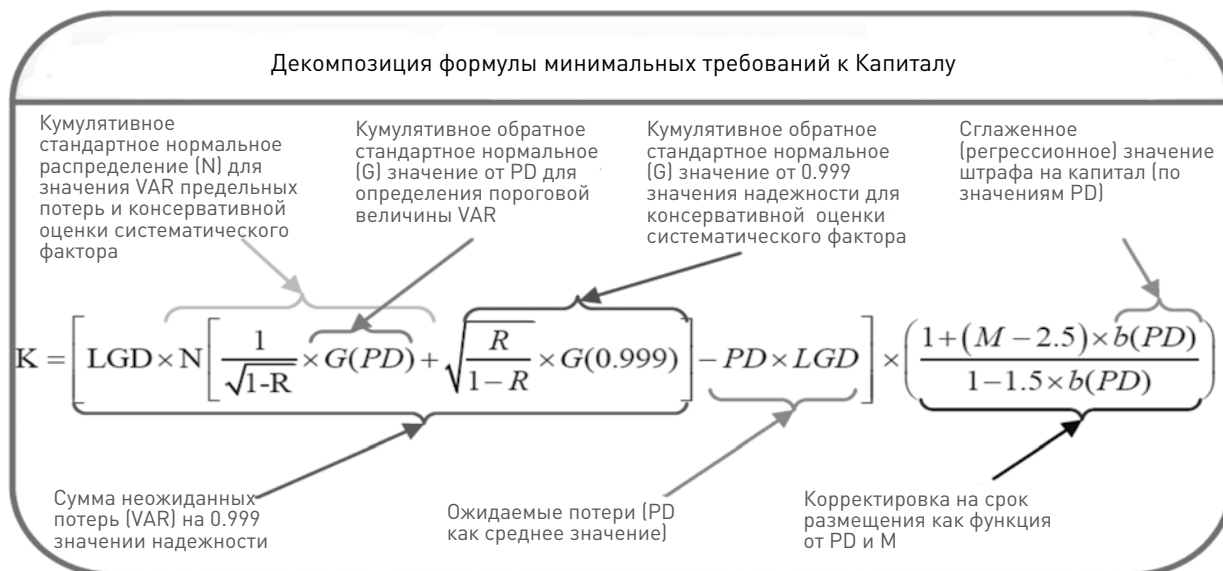 Декомпозиция формулы минимальных требований к Капиталу
Кумулятивное
стандартное нормальное
распределение (N) для
значения VAR предельных
потерь и консервативной
оценки систематического
фактора
Кумулятивное обратное
стандартное нормальное
(G) значение от PD для
определения пороговой
величины VAR
Кумулятивное обратное
стандартное нормальное
(G) значение от 0.999
значения надежности для
консервативной оценки
систематического фактора
Сглаженное
(регрессионное) значение
штрафа на капитал (по
значениям PD)
K = [LGD × N[1/√(1-R) × G(PD) + √(R/(1−R)) × G(0.999)] − PD × LGD] × ((1+(M−2.5)×b(PD))/(1−1.5×b(PD)))
Сумма неожиданных
потерь (VAR) на 0.999
значении надежности
Ожидаемые потери (PD
как среднее значение)
Корректировка на срок
размещения как функция
от PD и M